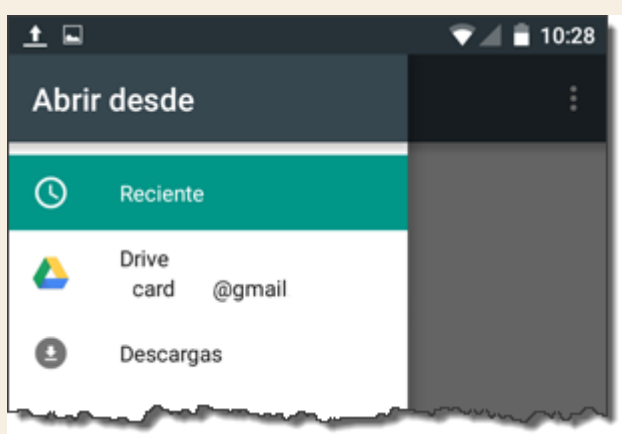 10:28
Abrir desde
Reciente
Drive
card @gmail
Descargas